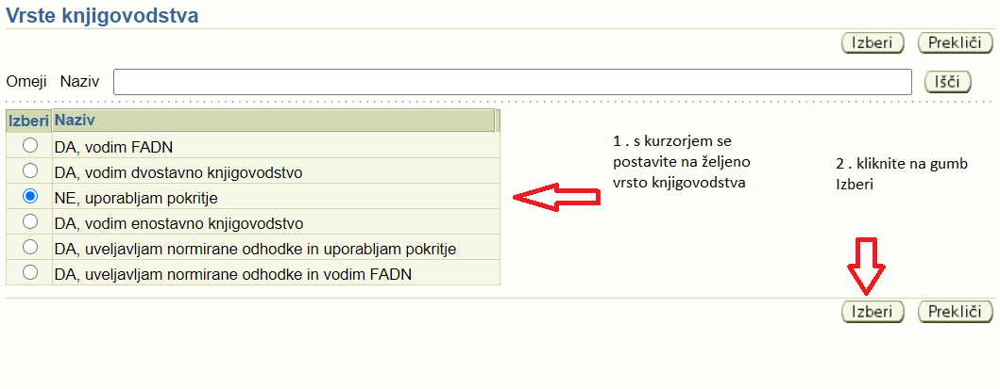 Vrste knjigovodstva
Izberi Prekliči
Omeji Naziv Išči
Izberi Naziv
DA, vodim FADN
DA, vodim dvostavno knjigovodstvo
NE, uporabljam pokritje
DA, vodim enostavno knjigovodstvo
DA, uveljavljam normirane odhodke in uporabljam pokritje
DA, uveljavljam normirane odhodke in vodim FADN
1 . s kurzorjem se
postavite na željeno
vrsto knjigovodstva
2 . kliknite na gumb
Izberi
Izberi Prekliči